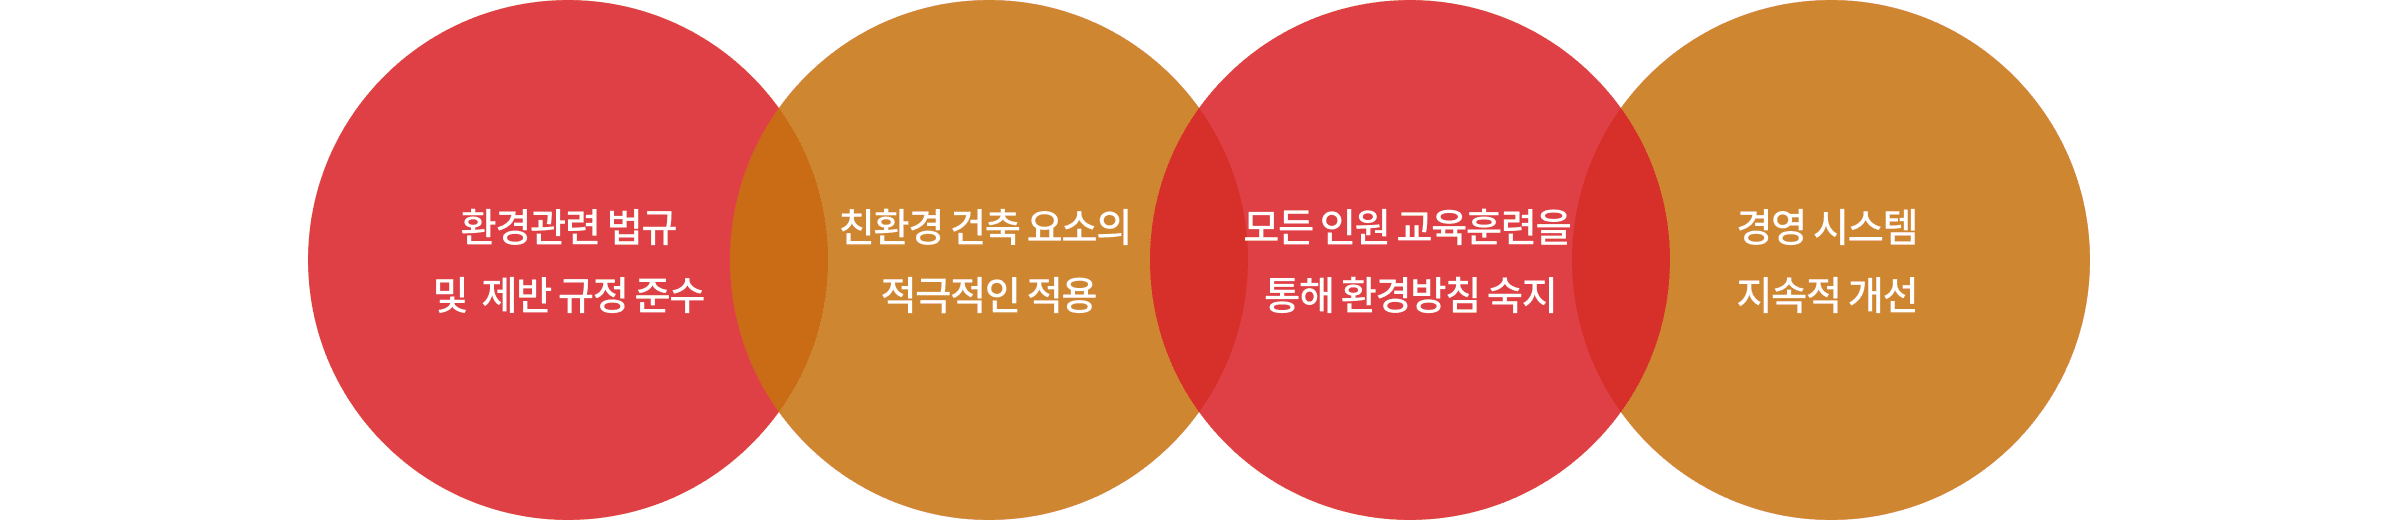 환경관련 법규
및 제반 규정 준수
친환경 건축 요소의
적극적인 적용
모든 인원 교육훈련을
통해 환경방침 숙지
경영 시스템
지속적 개선